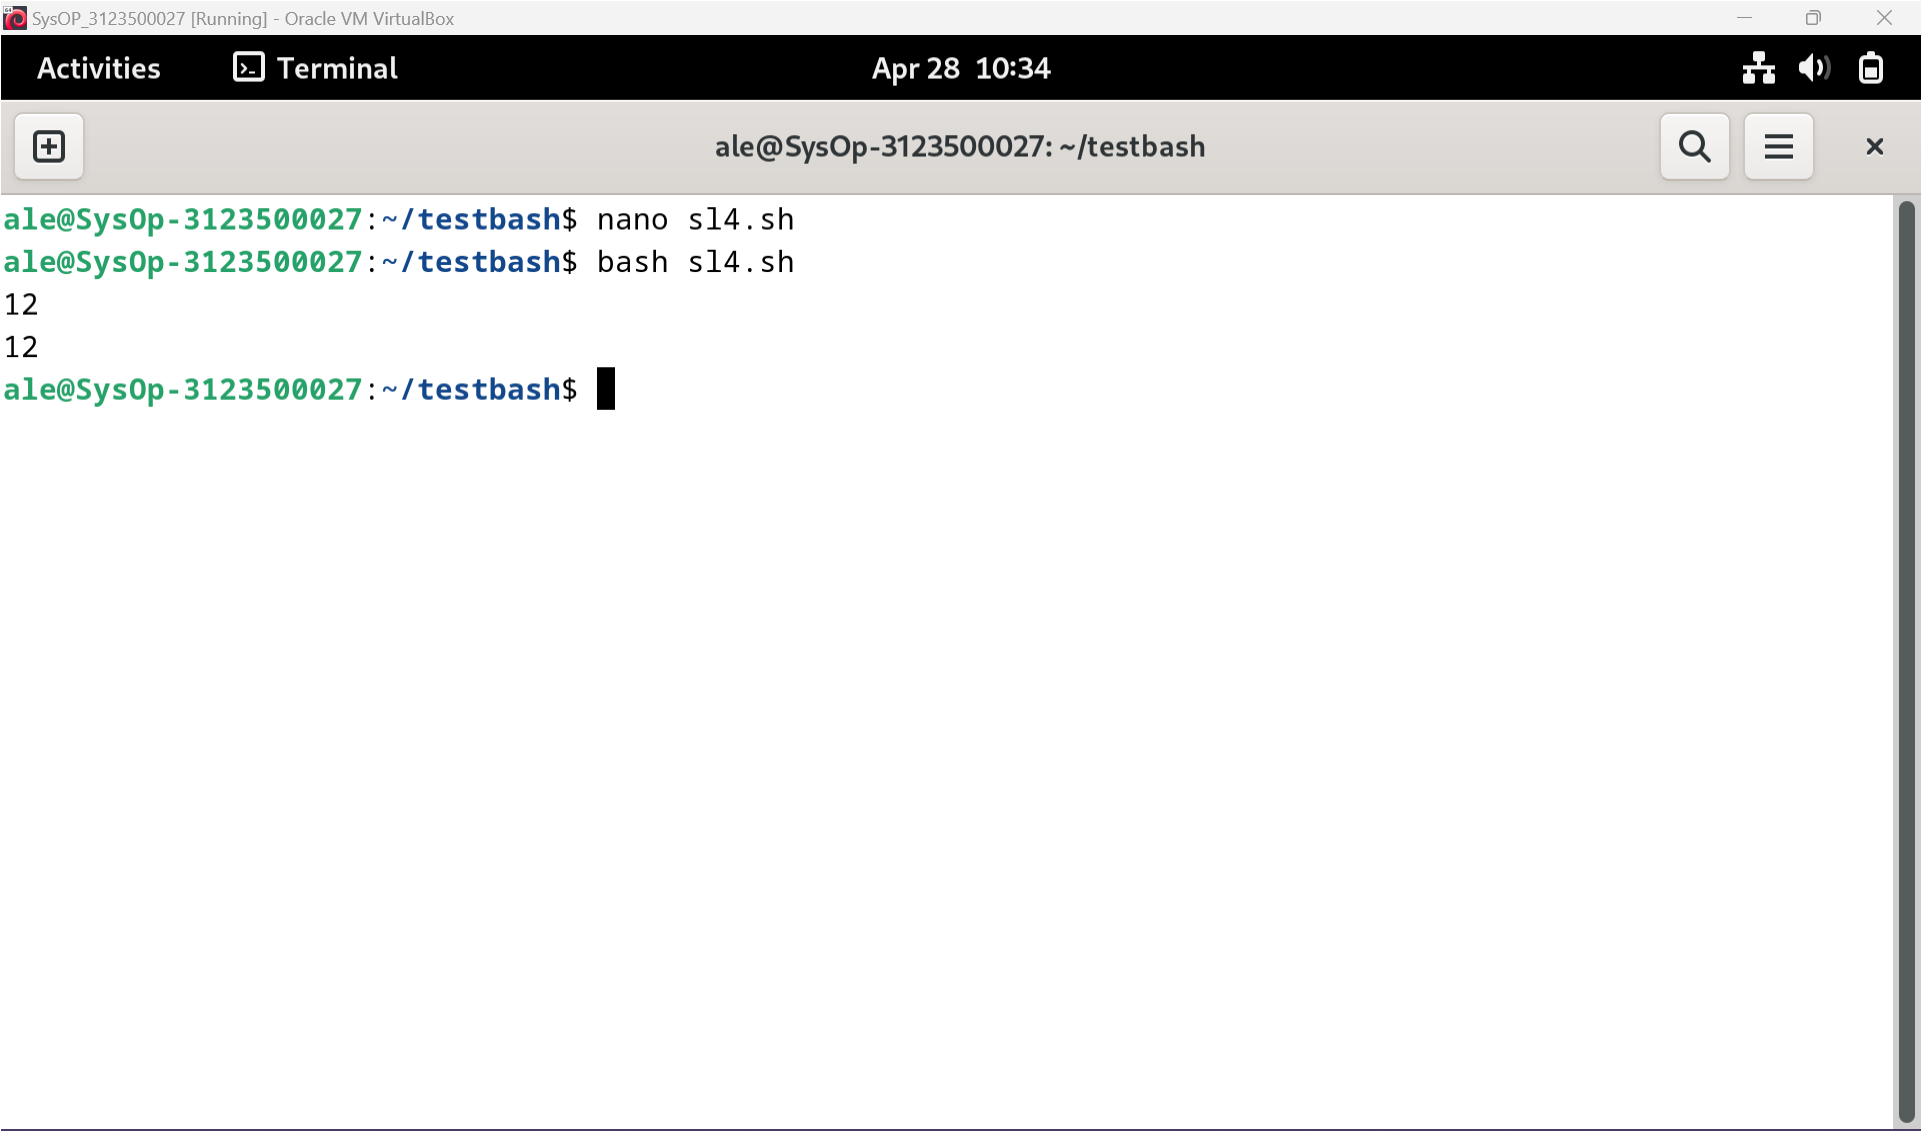 SysOP_3123500027 [Running] - Oracle VM VirtualBox
Activities Terminal Apr 28 10:34
ale@SysOp-3123500027: ~/testbash
ale@SysOp-3123500027:~/testbash$ nano sl4.sh
ale@SysOp-3123500027:~/testbash$ bash sl4.sh
12
12
ale@SysOp-3123500027:~/testbash$